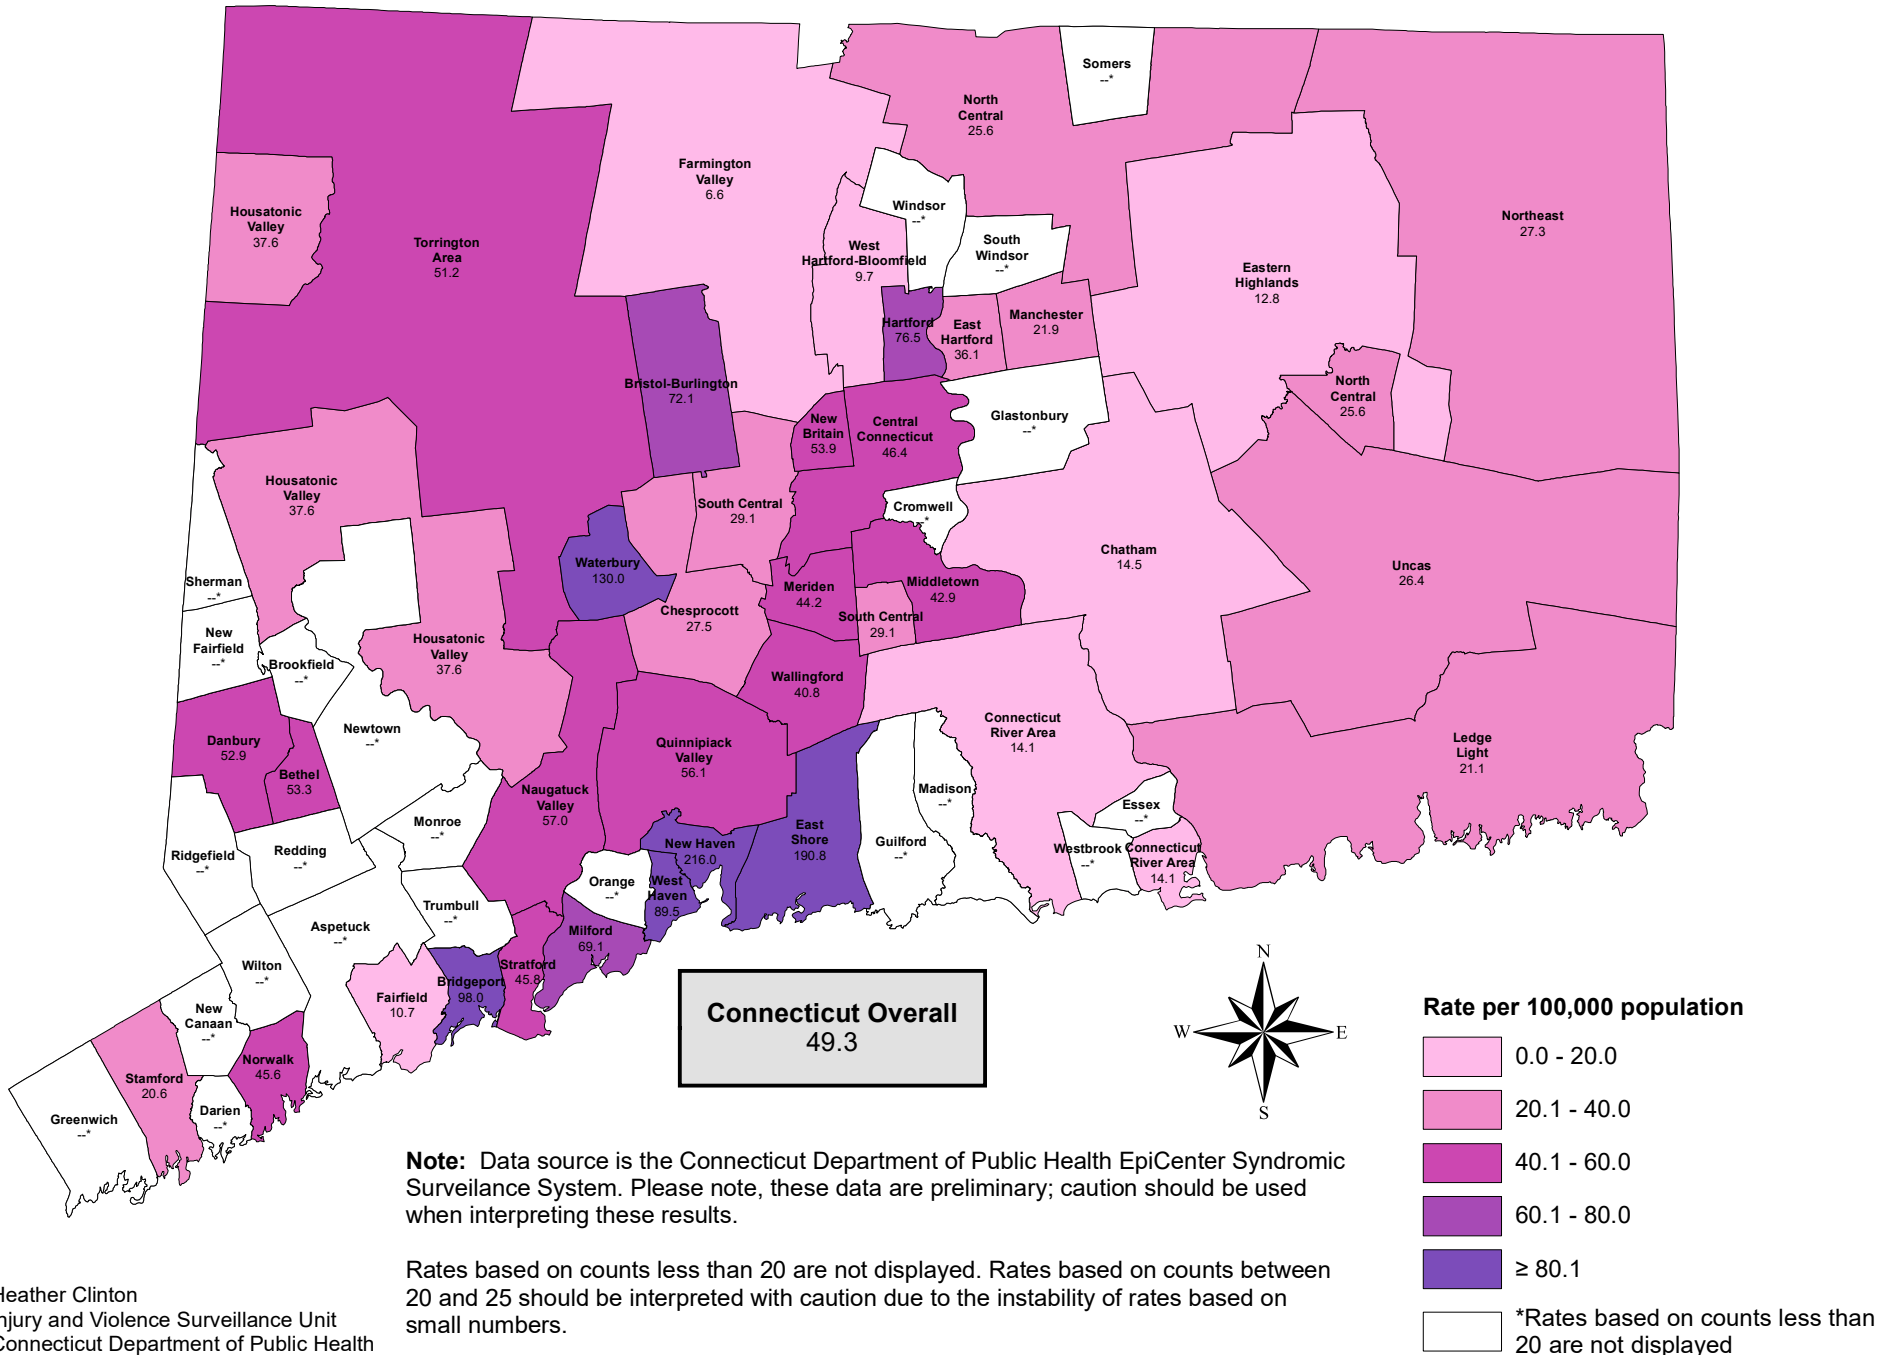 Somers
--*
North
Central
25.6
Farmington
Valley
6.6
Housatonic
Valley
37.6
Torrington
Area
51.2
Windsor
--*
South
Windsor
--*
West
Hartford-Bloomfield
9.7
Northeast
27.3
Eastern
Highlands
12.8
Hartford
76.5
East
Hartford
36.1
Manchester
21.9
Bristol-Burlington
72.1
New
Britain
53.9
Central
Connecticut
46.4
Glastonbury
--*
North
Central
25.6
Housatonic
Valley
37.6
South Central
29.1
Cromwell
--*
Waterbury
130.0
Chatham
14.5
Uncas
26.4
Sherman
--*
Meriden
44.2
Middletown
42.9
Chesprocott
27.5
South Central
29.1
New
Fairfield
--*
Brookfield
--*
Housatonic
Valley
37.6
Wallingford
40.8
Danbury
52.9
Bethel
53.3
Newtown
--*
Quinnipiack
Valley
56.1
Connecticut
River Area
14.1
Ledge
Light
21.1
Naugatuck
Valley
57.0
Madison
--*
Essex
--*
Monroe
--*
Ridgefield
--*
Redding
--*
New Haven
216.0
East
Shore
190.8
Guilford
--*
Westbrook
--*
Connecticut
River Area
14.1
Orange
--*
West
Haven
89.5
Trumbull
--*
Aspetuck
--*
Milford
69.1
Wilton
--*
Stratford
45.8
Bridgeport
98.0
Fairfield
10.7
New
Canaan
--*
Norwalk
45.6
Stamford
20.6
Darien
--*
Greenwich
--*
Connecticut Overall
49.3
N
W
E
S
Rate per 100,000 population
0.0 - 20.0
20.1 - 40.0
40.1 - 60.0
60.1 - 80.0
≥ 80.1
*Rates based on counts less than
20 are not displayed
Note:  Data source is the Connecticut Department of Public Health EpiCenter Syndromic
Surveilance System. Please note, these data are preliminary; caution should be used
when interpreting these results.
Rates based on counts less than 20 are not displayed. Rates based on counts between
20 and 25 should be interpreted with caution due to the instability of rates based on
small numbers.
Heather Clinton
Injury and Violence Surveillance Unit
Connecticut Department of Public Health